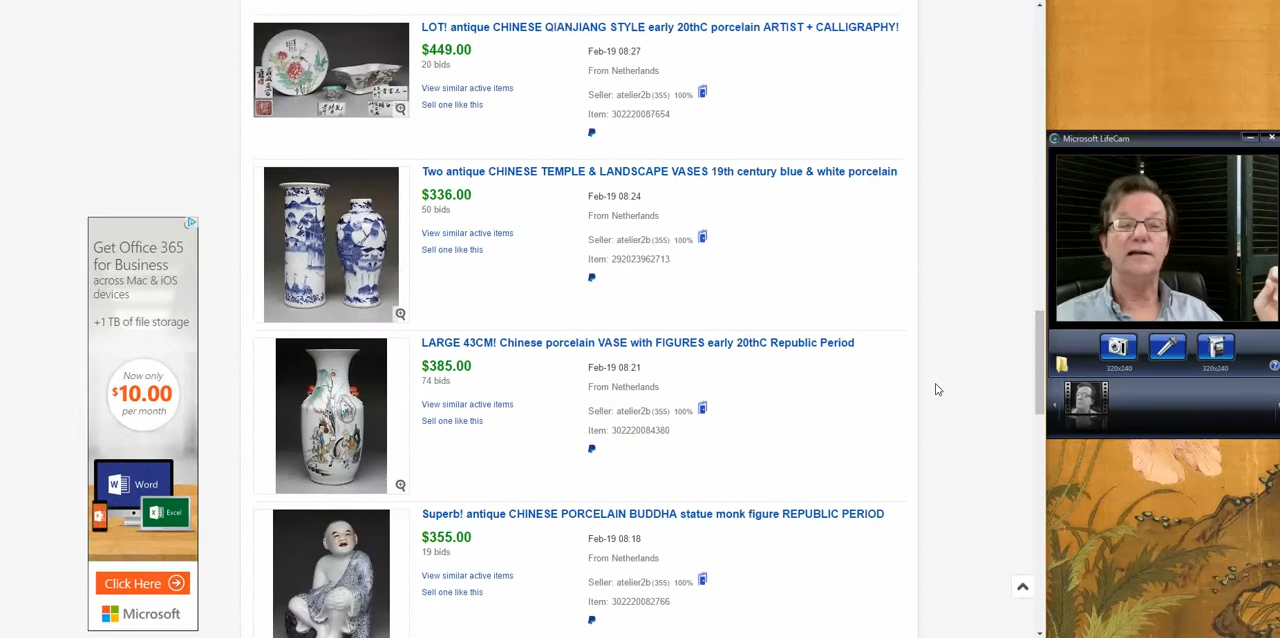 LOT! antique CHINESE QIANJIANG STYLE early 20thC porcelain ARTIST + CALLIGRAPHY!
$449.00
Feb-19 08:27
20 bids
From Netherlands
View similar active items
Seller: atelier2b (355) 100%
Sell one like this
Item: 302220087654
Two antique CHINESE TEMPLE & LANDSCAPE VASES 19th century blue & white porcelain
$336.00
Feb-19 08:24
50 bids
From Netherlands
View similar active items
Seller: atelier2b (355) 100%
Sell one like this
Item: 292023962713
LARGE 43CM! Chinese porcelain VASE with FIGURES early 20thC Republic Period
$385.00
Feb-19 08:21
74 bids
From Netherlands
View similar active items
Seller: atelier2b (355) 100%
Sell one like this
Item: 302220084380
Superb! antique CHINESE PORCELAIN BUDDHA statue monk figure REPUBLIC PERIOD
$355.00
Feb-19 08:18
19 bids
From Netherlands
View similar active items
Seller: atelier2b (355) 100%
Sell one like this
Item: 302220082766
Get Office 365
for Business
across Mac & iOS
devices
+1 TB of file storage
Now only
$10.00
per month
Word
Excel
Click Here
Microsoft
Microsoft LifeCam
320x240
320x240